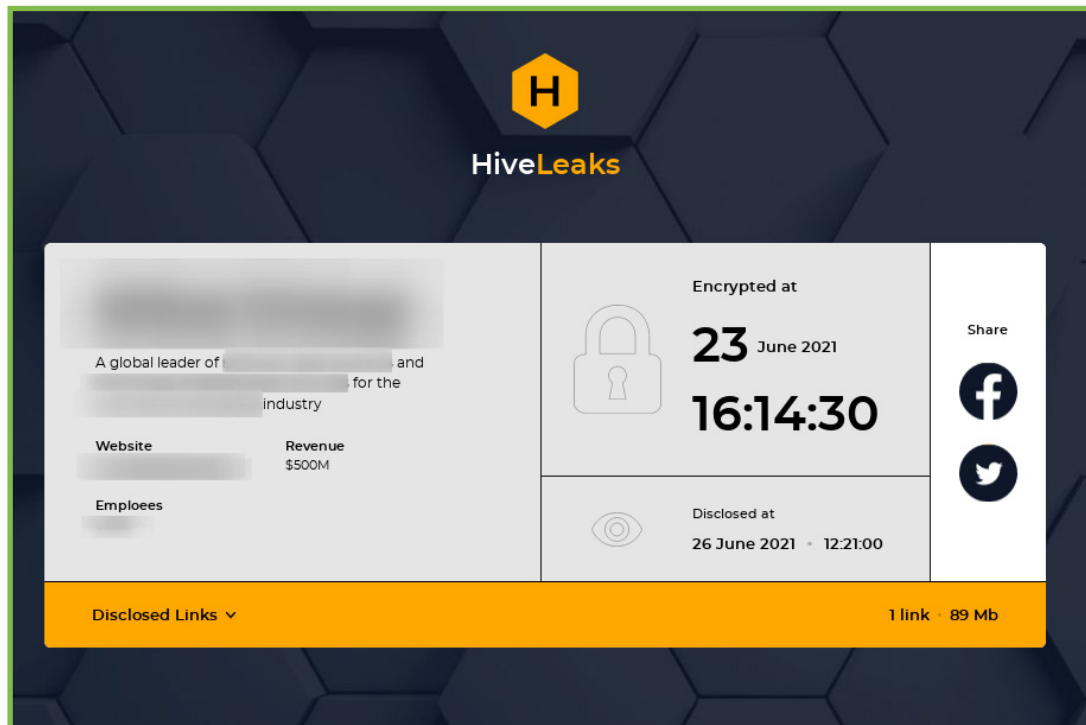 H
HiveLeaks
A global leader of and
for the
industry
Website
Revenue
$500M
Emploees
Encrypted at
23 June 2021
16:14:30
Disclosed at
26 June 2021 • 12:21:00
Share
Disclosed Links
1 link • 89 Mb